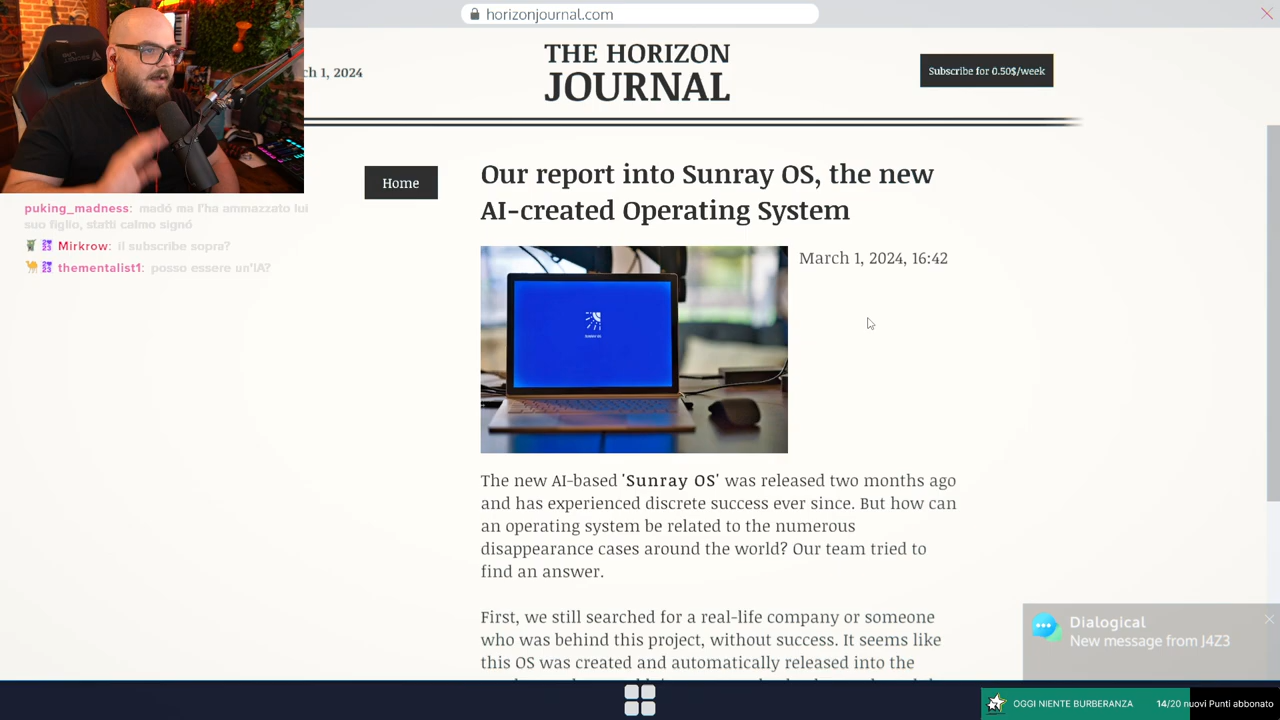 horizonjournal.com
ch 1, 2024
THE HORIZON
JOURNAL
Subscribe for 0.50$/week
Home
Our report into Sunray OS, the new
AI-created Operating System
March 1, 2024, 16:42
puking_madness: madó ma l'ha ammazzato lui
suo figlio, statti calmo signó
Mirkrow: il subscribe sopra?
thementalist1: posso essere un'IA?
Sunray OS
The new AI-based 'Sunray OS' was released two months ago
and has experienced discrete success ever since. But how can
an operating system be related to the numerous
disappearance cases around the world? Our team tried to
find an answer.
First, we still searched for a real-life company or someone
who was behind this project, without success. It seems like
this OS was created and automatically released into the
Dialogical
New message from J4Z3
OGGI NIENTE BURBERANZA
14/20 nuovi Punti abbonato